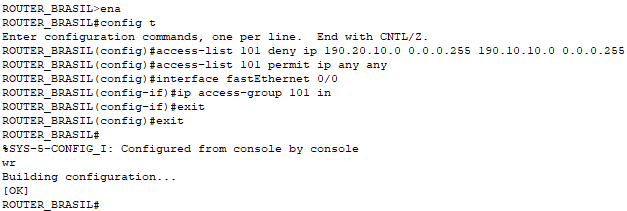 ROUTER_BRASIL>ena
ROUTER_BRASIL#config t
Enter configuration commands, one per line.  End with CNTL/Z.
ROUTER_BRASIL(config)#access-list 101 deny ip 190.20.10.0 0.0.0.255 190.10.10.0 0.0.0.255
ROUTER_BRASIL(config)#access-list 101 permit ip any any
ROUTER_BRASIL(config)#interface fastEthernet 0/0
ROUTER_BRASIL(config-if)#ip access-group 101 in
ROUTER_BRASIL(config-if)#exit
ROUTER_BRASIL(config)#exit
ROUTER_BRASIL#
%SYS-5-CONFIG_I: Configured from console by console
wr
Building configuration...
[OK]
ROUTER_BRASIL#